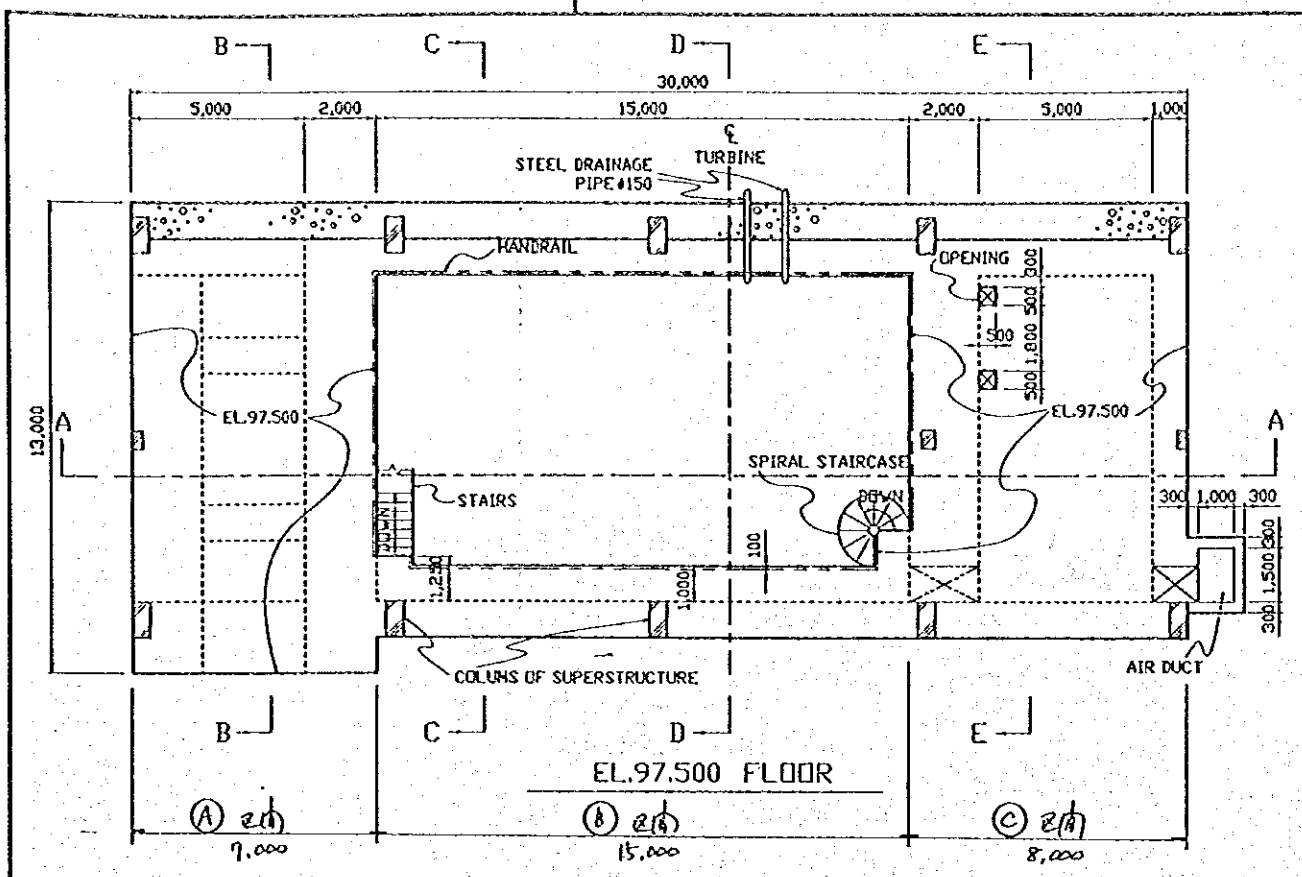 B
C
D
E
30,000
5,000
2,000
15,000
2,000
5,000
1,000
℄
TURBINE
STEEL DRAINAGE
PIPE ø150
HANDRAIL
OPENING
300
500
500
1,800
500
EL.97.500
EL.97.500
13,000
A
A
SPIRAL STAIRCASE
DOWN
STAIRS
DOWN
300
1,000
300
100
1,250
1,000
300
1,500
300
AIR DUCT
COLUMS OF SUPERSTRUCTURE
B
C
D
E
EL.97.500 FLOOR
A
B
C
7,000
15,000
8,000